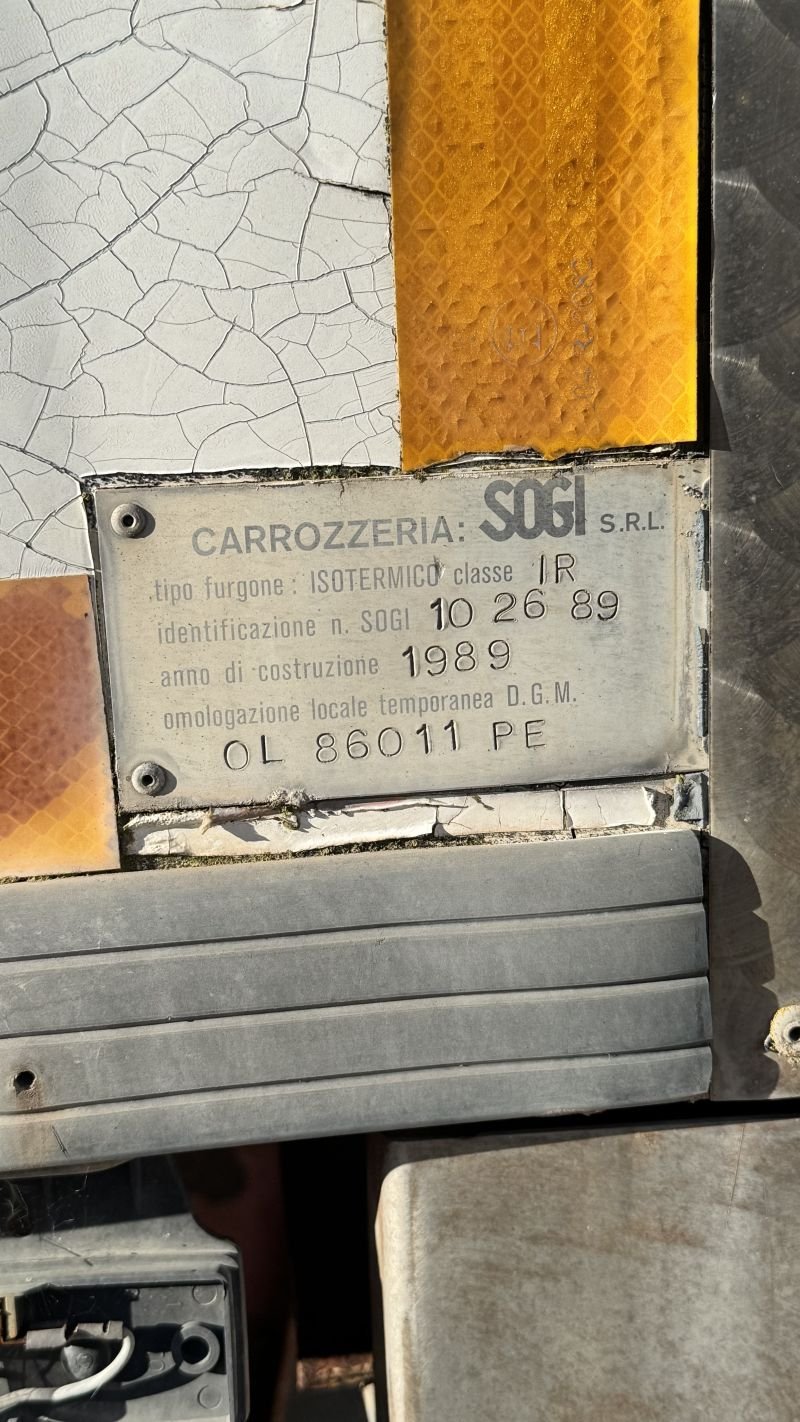 CARROZZERIA: SOGI S.R.L.
tipo furgone: ISOTERMICO classe IR
identificazione n. SOGI 10 26 89
anno di costruzione 1989
omologazione locale temporanea D.G.M.
OL 86011 PE